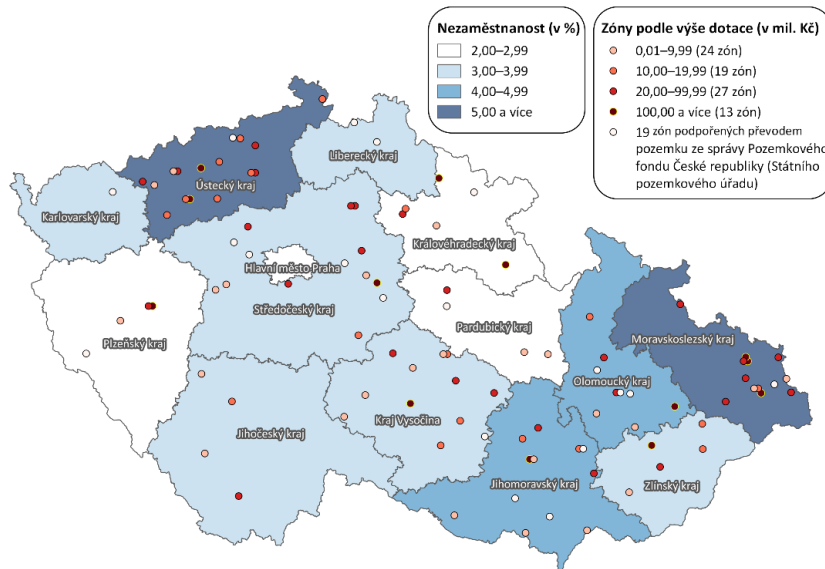 Nezaměstnanost (v %)
2,00–2,99
3,00–3,99
4,00–4,99
5,00 a více
Zóny podle výše dotace (v mil. Kč)
0,01–9,99 (24 zón)
10,00–19,99 (19 zón)
20,00–99,99 (27 zón)
100,00 a více (13 zón)
19 zón podpořených převodem
pozemku ze správy Pozemkového
fondu České republiky (Státního
pozemkového úřadu)
Liberecký kraj
Ústecký kraj
Karlovarský kraj
Královéhradecký kraj
Hlavní město Praha
Středočeský kraj
Pardubický kraj
Plzeňský kraj
Moravskoslezský kraj
Olomoucký kraj
Kraj Vysočina
Jihočeský kraj
Jihomoravský kraj
Zlínský kraj